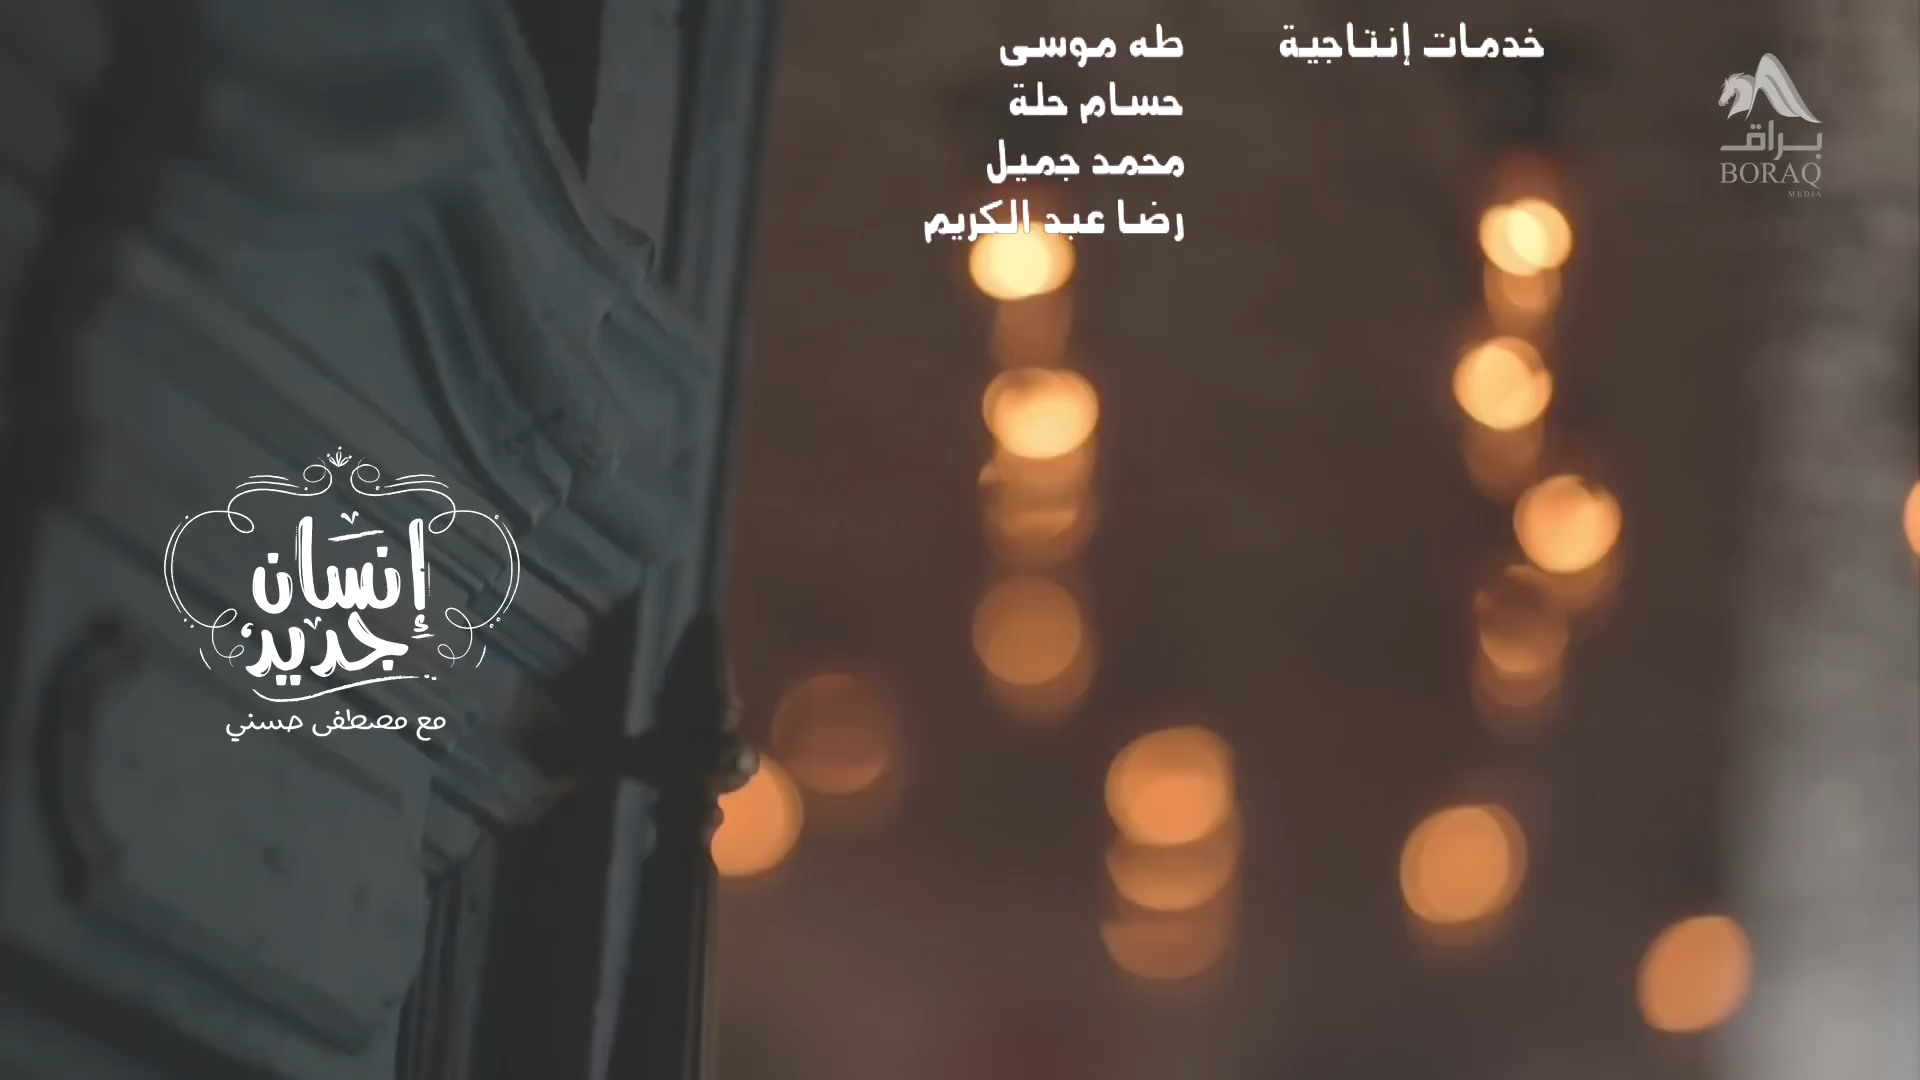 خدمات إنتاجية
طه موسى
حسام حلة
محمد جميل
رضا عبد الكريم
براق
BORAQ
MEDIA
إنسان
جديد
مع مصطفى حسني